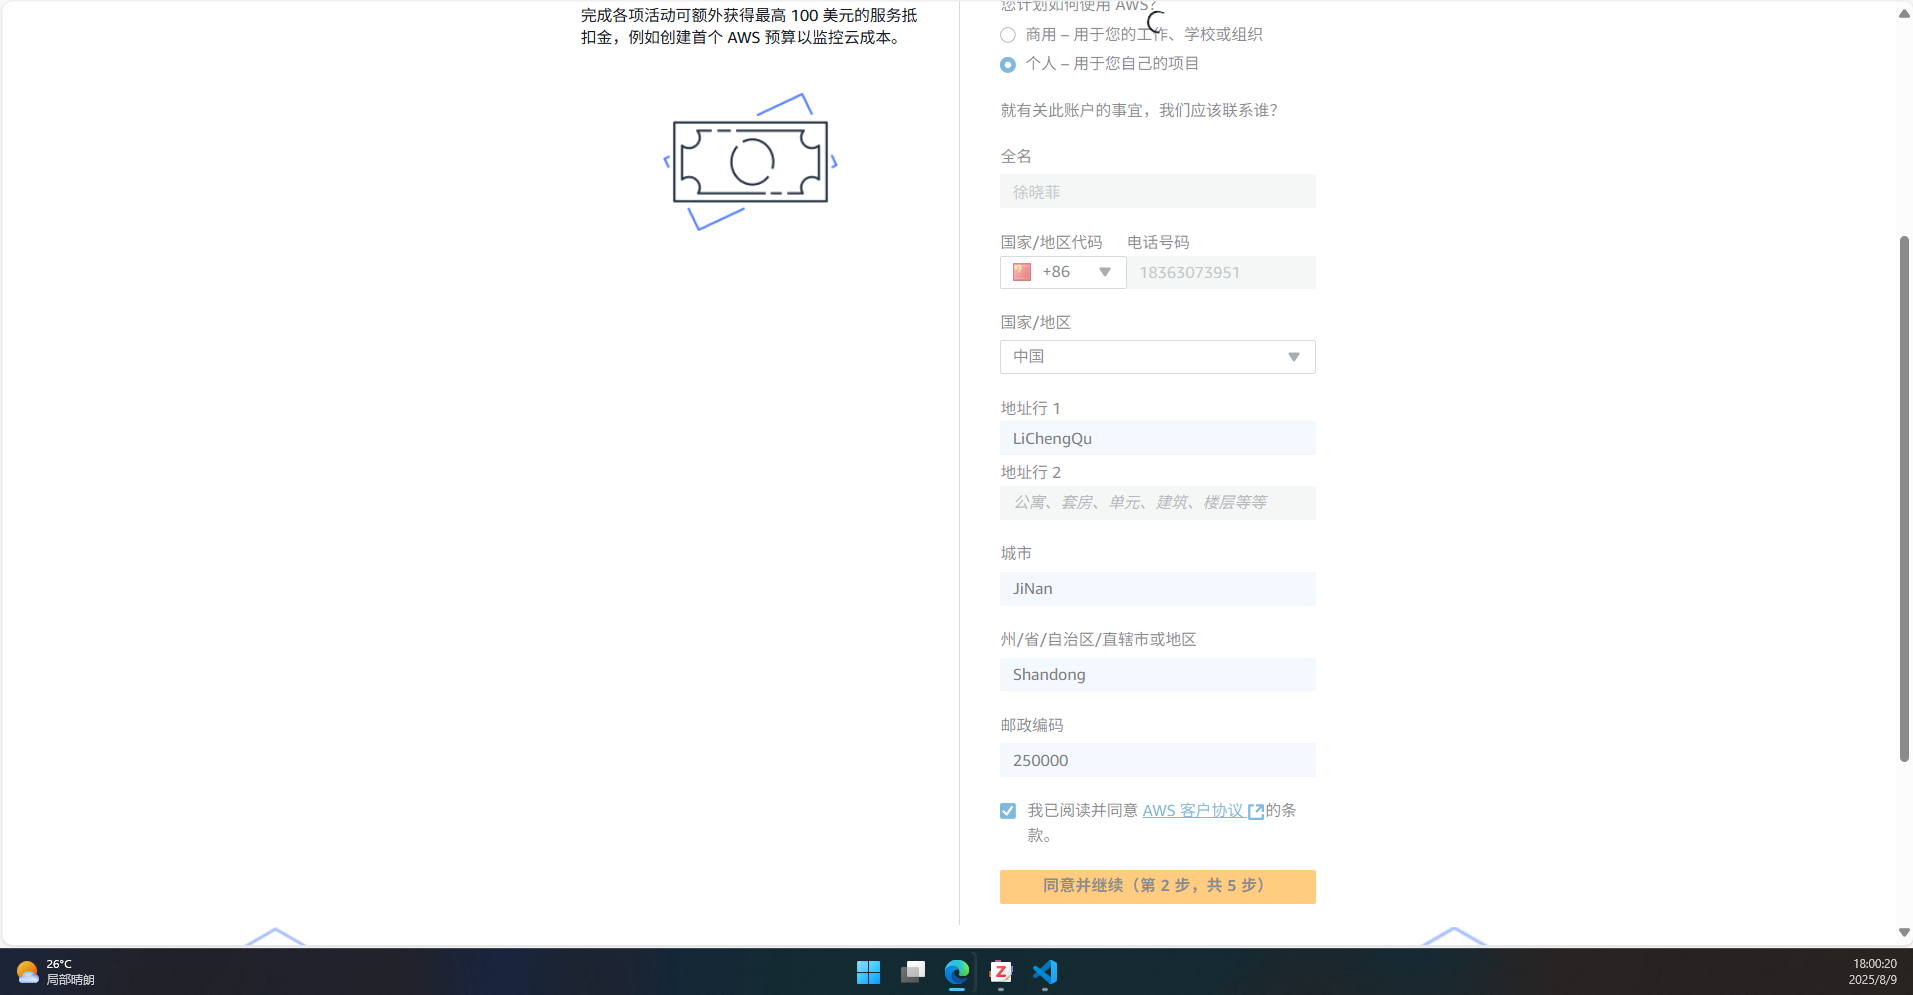 完成各项活动可额外获得最高 100 美元的服务抵
扣金，例如创建首个 AWS 预算以监控云成本。
您计划如何使用 AWS?
商用 – 用于您的工作、学校或组织
个人 – 用于您自己的项目
就有关此账户的事宜，我们应该联系谁？
全名
徐晓菲
国家/地区代码 电话号码
+86 18363073951
国家/地区
中国
地址行 1
LiChengQu
地址行 2
公寓、套房、单元、建筑、楼层等等
城市
JiNan
州/省/自治区/直辖市或地区
Shandong
邮政编码
250000
我已阅读并同意 AWS 客户协议 的条
款。
同意并继续（第 2 步，共 5 步）
26°C
局部晴朗
Z
18:00:20
2025/8/9